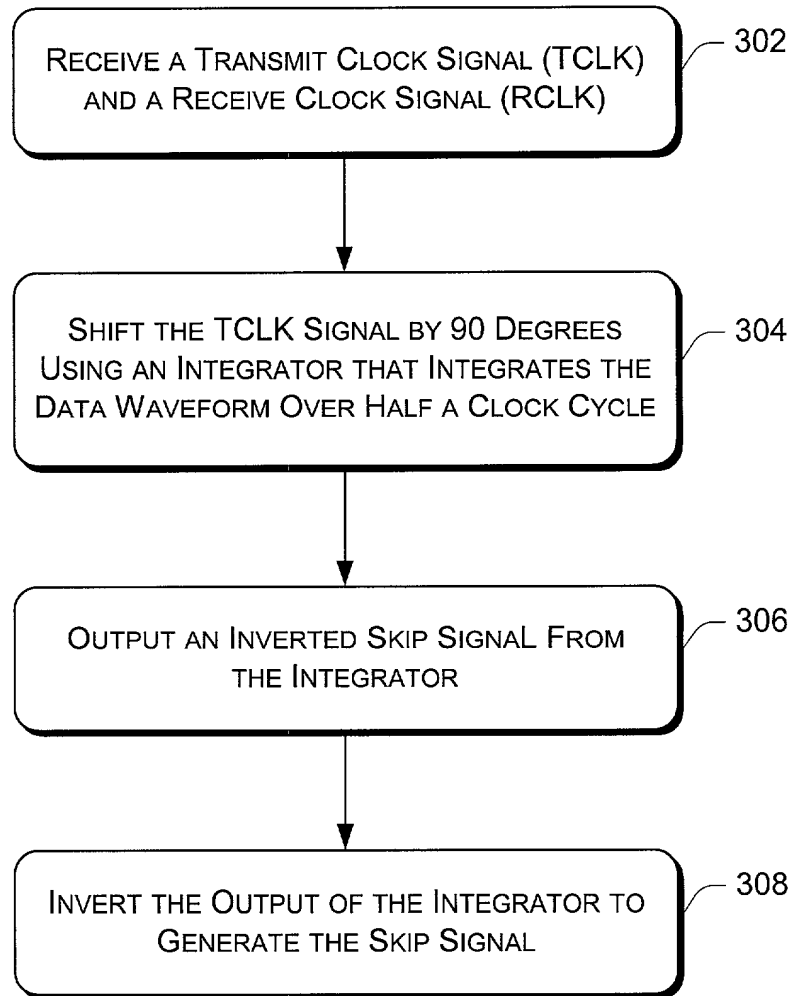 RECEIVE A TRANSMIT CLOCK SIGNAL (TCLK)
AND A RECEIVE CLOCK SIGNAL (RCLK)
302
SHIFT THE TCLK SIGNAL BY 90 DEGREES
USING AN INTEGRATOR THAT INTEGRATES THE
DATA WAVEFORM OVER HALF A CLOCK CYCLE
304
OUTPUT AN INVERTED SKIP SIGNAL FROM
THE INTEGRATOR
306
INVERT THE OUTPUT OF THE INTEGRATOR TO
GENERATE THE SKIP SIGNAL
308